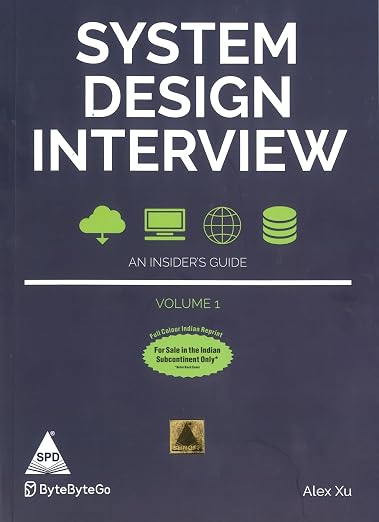 SYSTEM
DESIGN
INTERVIEW
AN INSIDER'S GUIDE
VOLUME 1
Full Colour Indian Reprint
For Sale in the Indian
Subcontinent Only*
SPD
ByteByteGo
Alex Xu